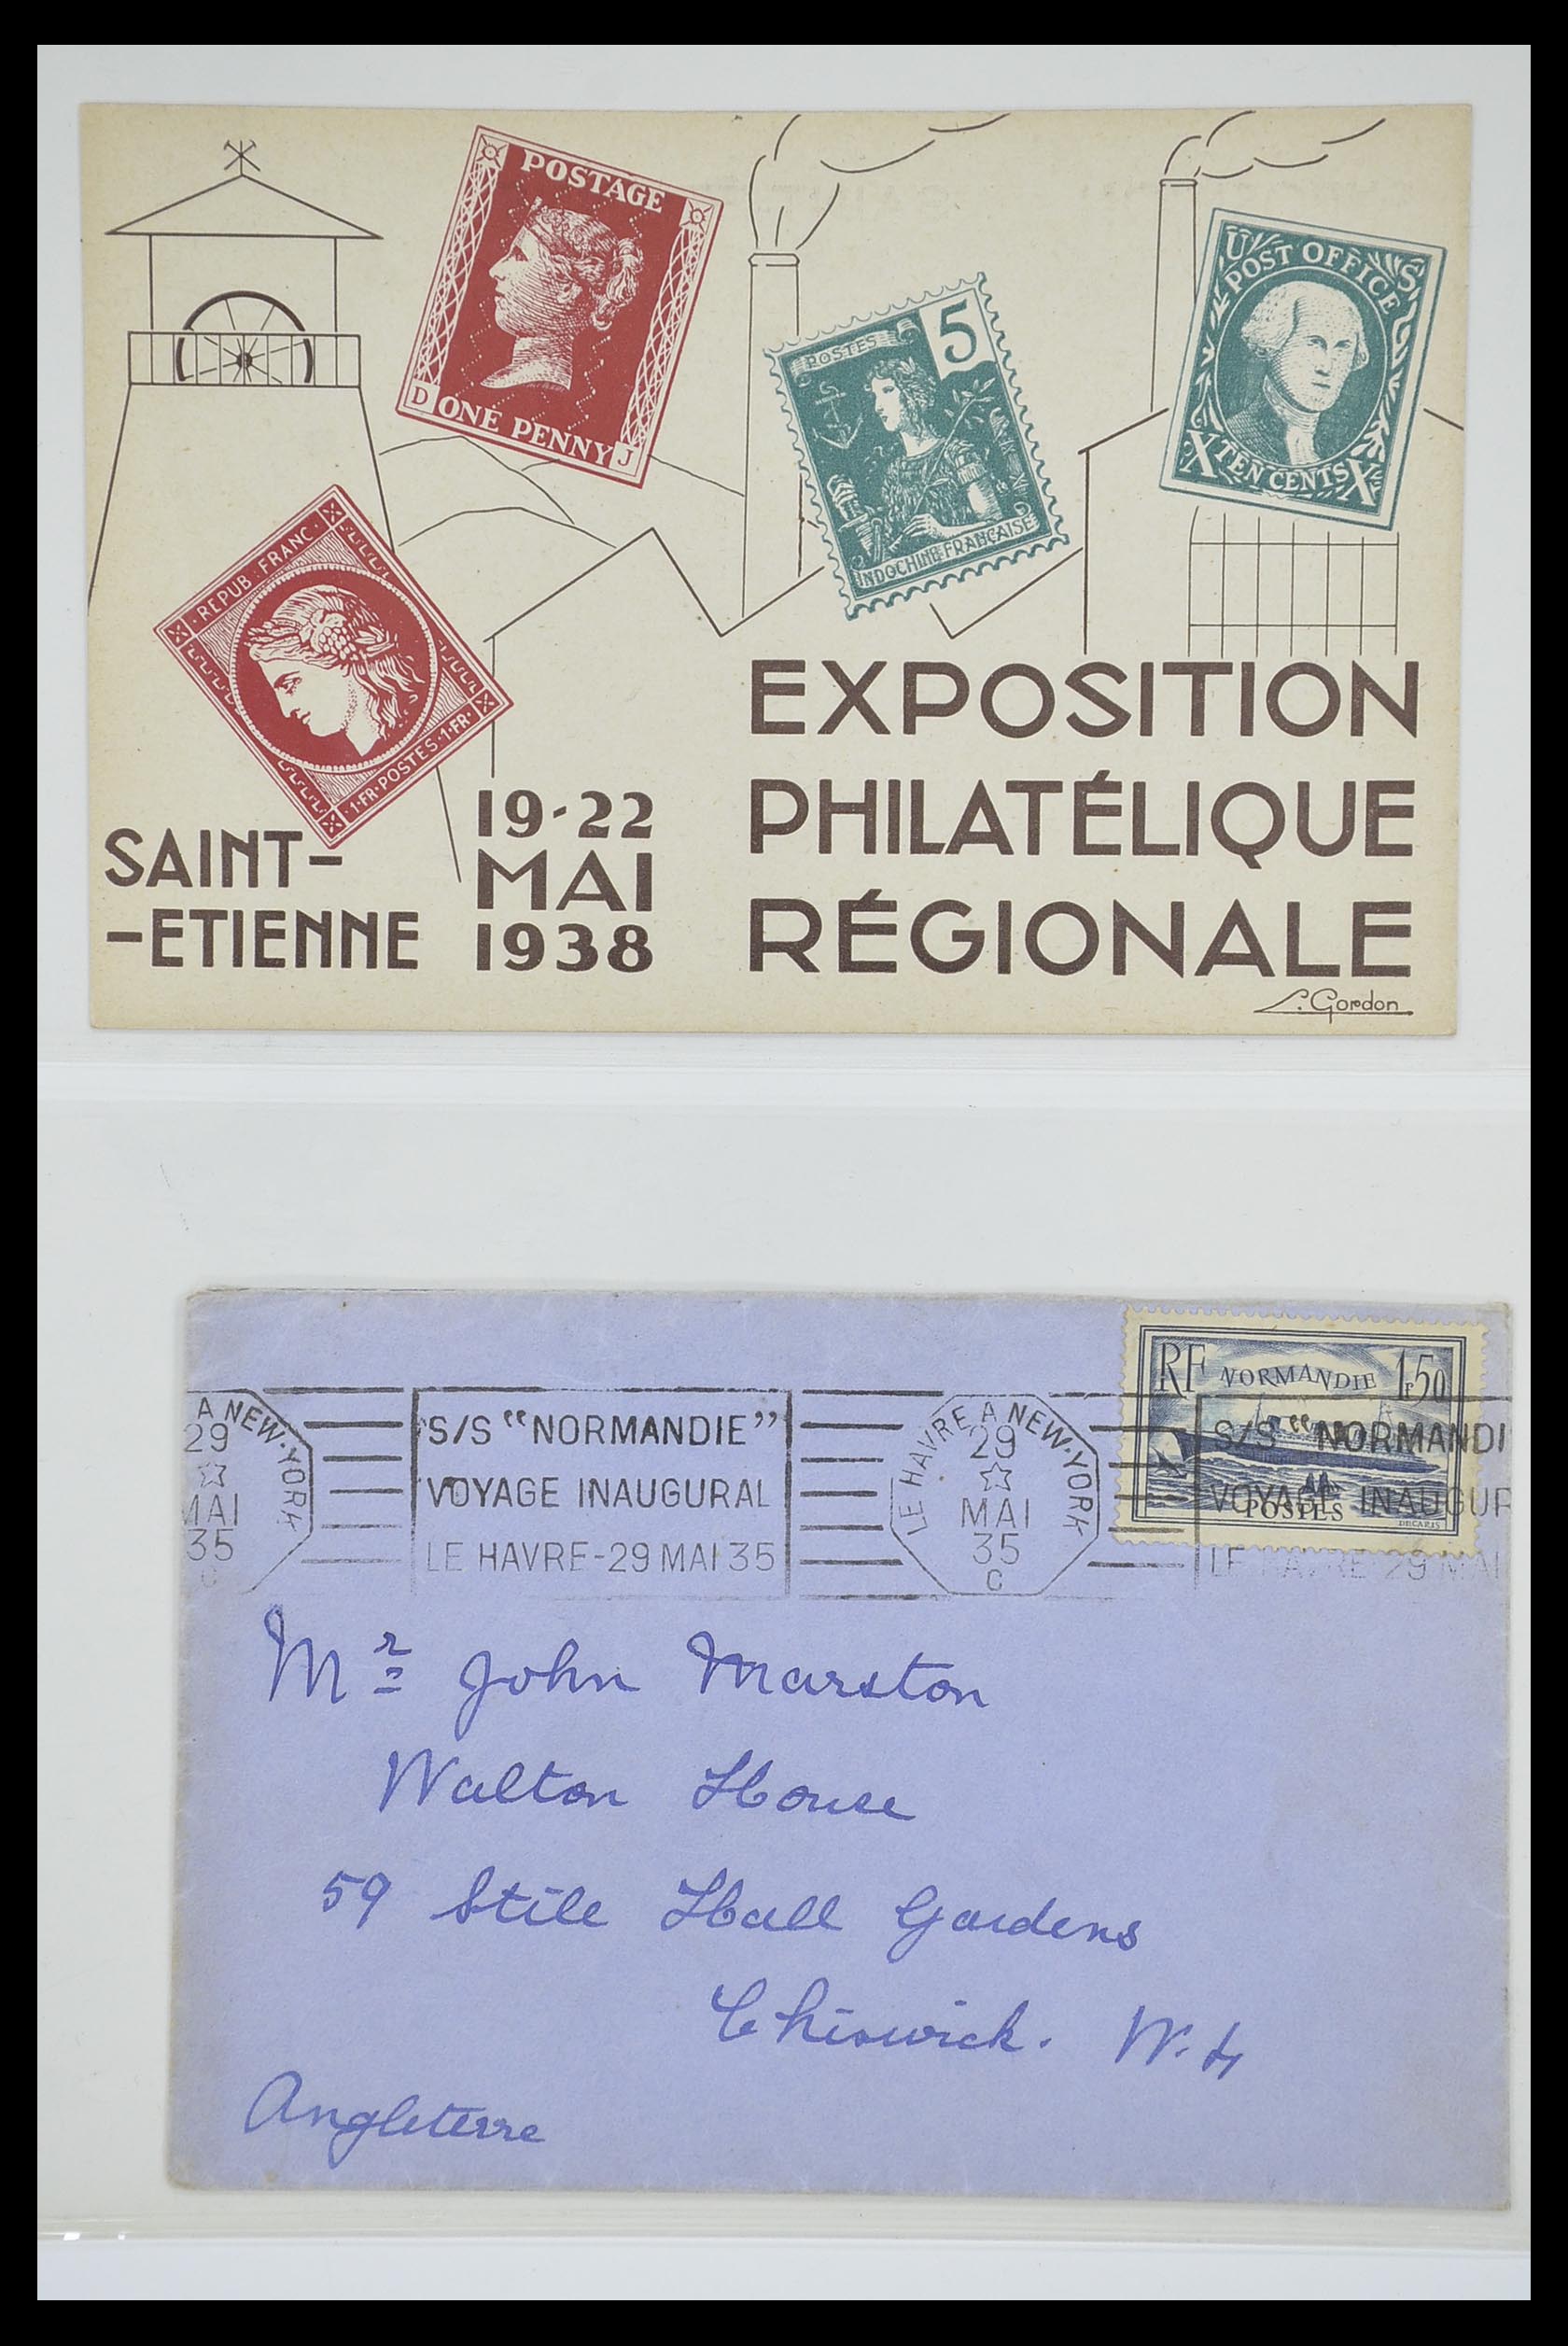 POSTAGE
D ONE PENNY J
POSTES
5
INDOCHINE FRANÇAISE
U S
POST OFFICE
X TEN CENTS X
· REPUB · FRANC ·
· 1 · FR · POSTES · 1 · FR ·
SAINT-
-ETIENNE
19-22
MAI
1938
EXPOSITION
PHILATÉLIQUE
RÉGIONALE
L. Gordon
A NEW·YORK
29
MAI
35
C
S/S "NORMANDIE"
VOYAGE INAUGURAL
LE HAVRE - 29 MAI 35
LE HAVRE A NEW·YORK
29
MAI
35
C
RF NORMANDIE 1F50
POSTES
DECARIS
S/S "NORMANDI
VOYAGE INAUGUR
LE HAVRE - 29 MAI
Mr John Marston
Walton House
59 Stile Hall Gardens
Chiswick. W.4
Angleterre